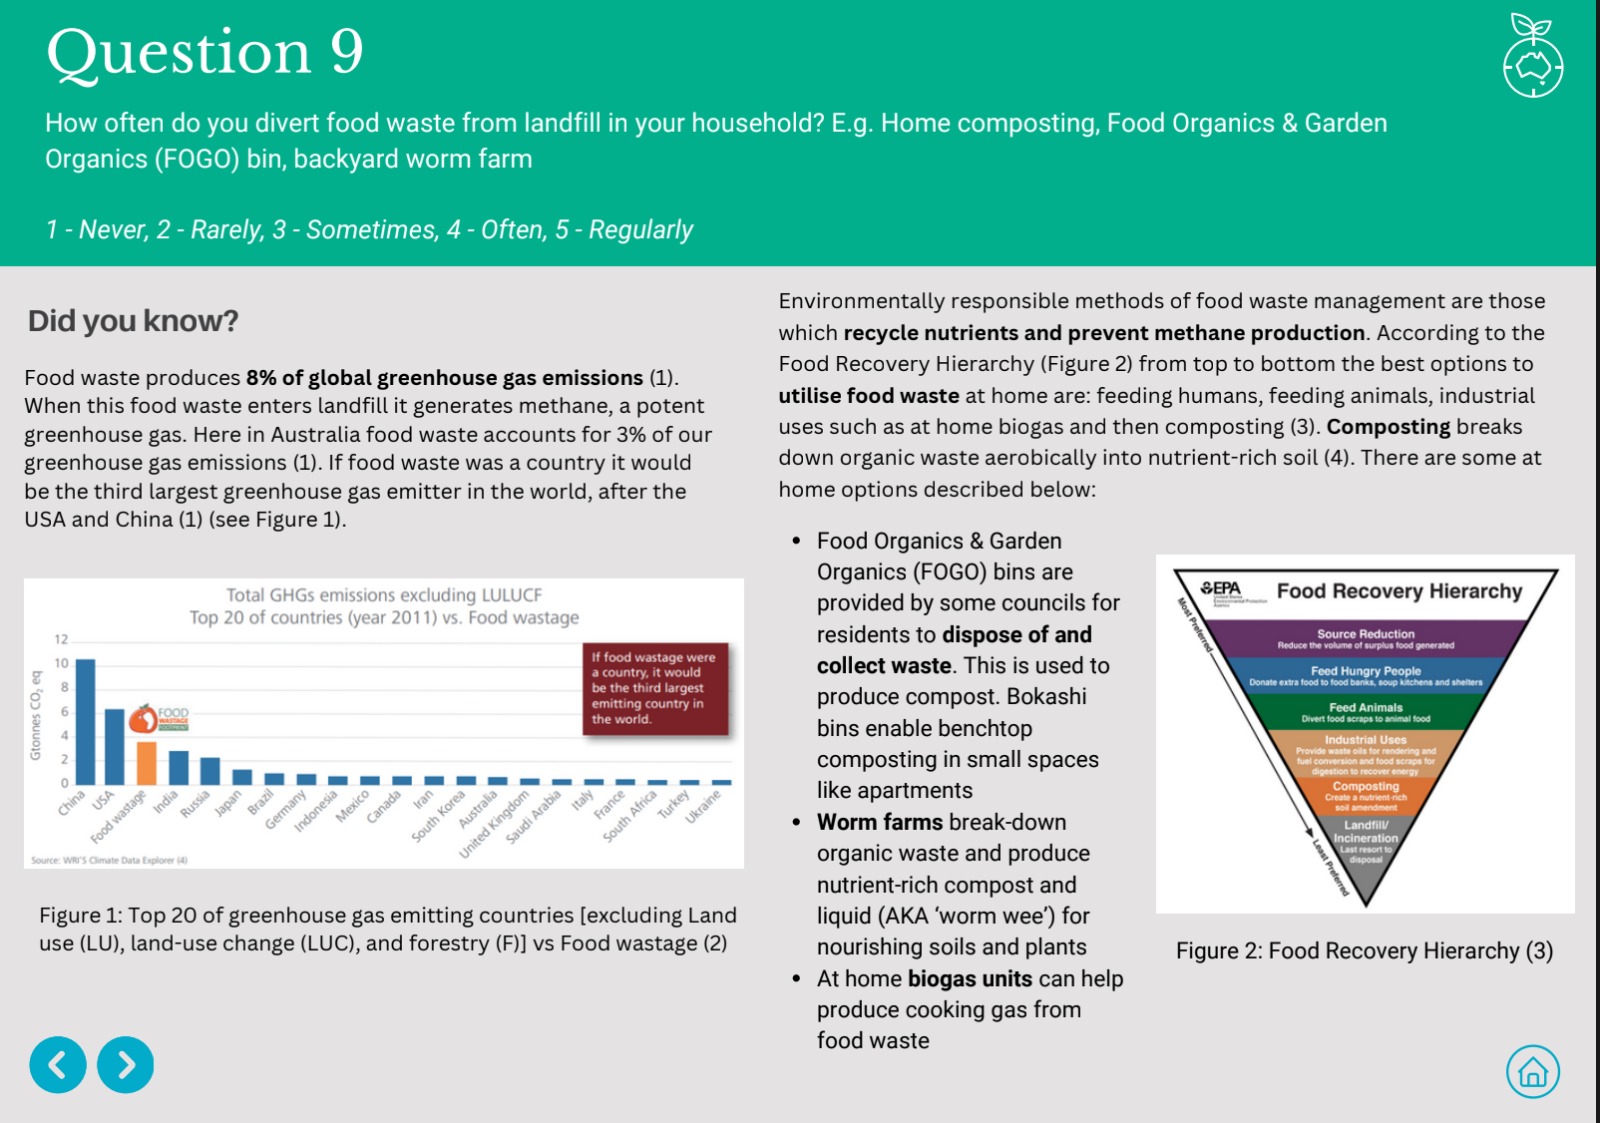 Question 9
How often do you divert food waste from landfill in your household? E.g. Home composting, Food Organics & Garden
Organics (FOGO) bin, backyard worm farm
1 - Never, 2 - Rarely, 3 - Sometimes, 4 - Often, 5 - Regularly
Did you know?
Food waste produces 8% of global greenhouse gas emissions (1).
When this food waste enters landfill it generates methane, a potent
greenhouse gas. Here in Australia food waste accounts for 3% of our
greenhouse gas emissions (1). If food waste was a country it would
be the third largest greenhouse gas emitter in the world, after the
USA and China (1) (see Figure 1).
Total GHGs emissions excluding LULUCF
Top 20 of countries (year 2011) vs. Food wastage
Gtonnes CO₂ eq
12
10
8
6
4
2
0
FOOD
WASTAGE
FOOTPRINT
If food wastage were
a country, it would
be the third largest
emitting country in
the world.
China
USA
Food wastage
India
Russia
Japan
Brazil
Germany
Indonesia
Mexico
Canada
Iran
South Korea
Australia
United Kingdom
Saudi Arabia
Italy
France
South Africa
Turkey
Ukraine
Source: WRI'S Climate Data Explorer (4)
Figure 1: Top 20 of greenhouse gas emitting countries [excluding Land
use (LU), land-use change (LUC), and forestry (F)] vs Food wastage (2)
Environmentally responsible methods of food waste management are those
which recycle nutrients and prevent methane production. According to the
Food Recovery Hierarchy (Figure 2) from top to bottom the best options to
utilise food waste at home are: feeding humans, feeding animals, industrial
uses such as at home biogas and then composting (3). Composting breaks
down organic waste aerobically into nutrient-rich soil (4). There are some at
home options described below:
• Food Organics & Garden
Organics (FOGO) bins are
provided by some councils for
residents to dispose of and
collect waste. This is used to
produce compost. Bokashi
bins enable benchtop
composting in small spaces
like apartments
• Worm farms break-down
organic waste and produce
nutrient-rich compost and
liquid (AKA ‘worm wee’) for
nourishing soils and plants
• At home biogas units can help
produce cooking gas from
food waste
EPA
United States
Environmental Protection
Agency
Food Recovery Hierarchy
Most Preferred
Source Reduction
Reduce the volume of surplus food generated
Feed Hungry People
Donate extra food to food banks, soup kitchens and shelters
Feed Animals
Divert food scraps to animal food
Industrial Uses
Provide waste oils for rendering and
fuel conversion and food scraps for
digestion to recover energy
Composting
Create a nutrient-rich
soil amendment
Landfill/
Incineration
Last resort to
disposal
Least Preferred
Figure 2: Food Recovery Hierarchy (3)